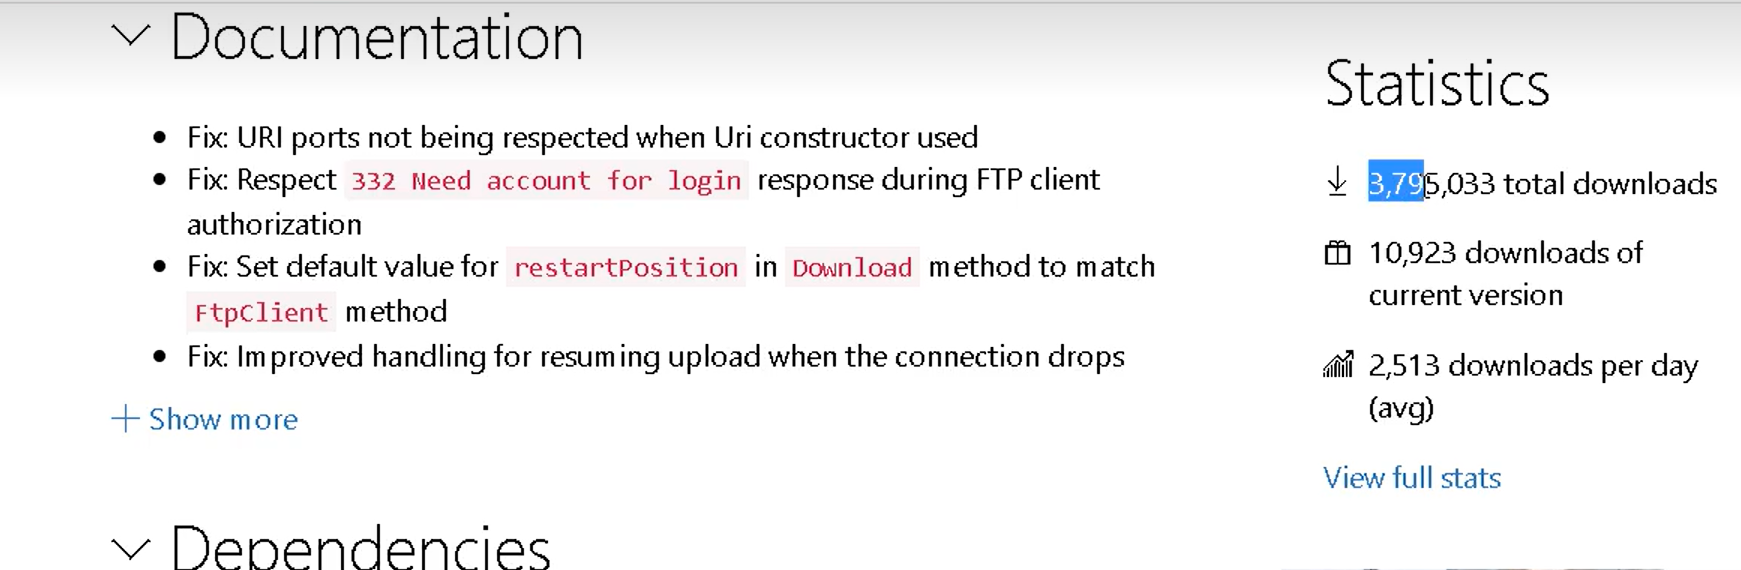 Documentation
Fix: URI ports not being respected when Uri constructor used
Fix: Respect 332 Need account for login response during FTP client
authorization
Fix: Set default value for restartPosition in Download method to match
FtpClient method
Fix: Improved handling for resuming upload when the connection drops
Show more
Dependencies
Statistics
3,795,033 total downloads
10,923 downloads of
current version
2,513 downloads per day
(avg)
View full stats